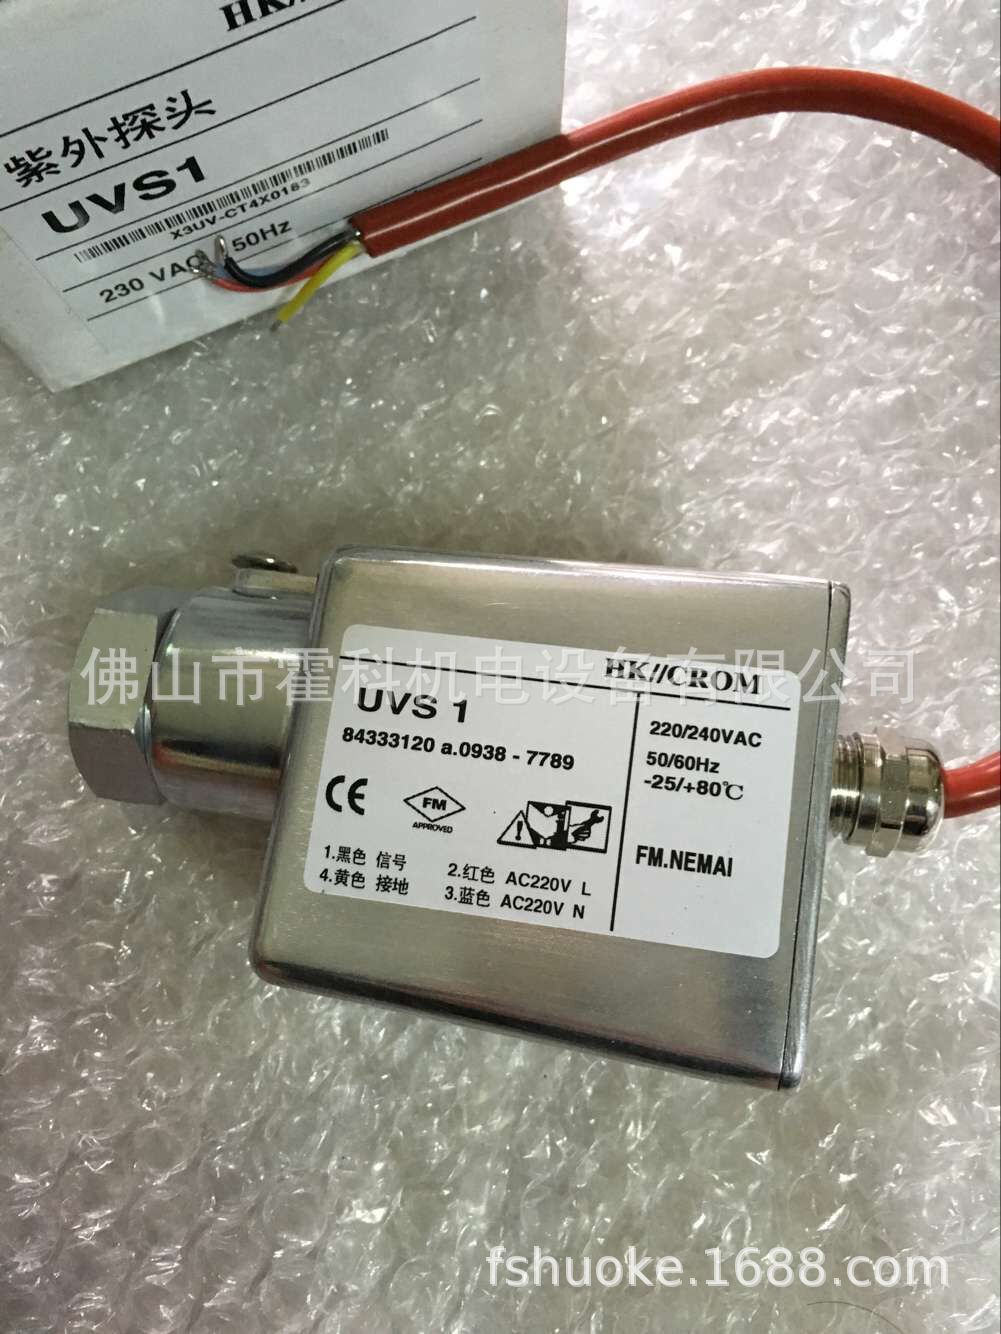 HK//
紫外探头
UVS1
X3UV-CT4X0183
230 VAC 50Hz
佛山市霍科机电设备有限公司
HK//CROM
UVS 1
84333120 a.0938 - 7789
CE
FM
APPROVED
1.黑色 信号
2.红色 AC220V L
4.黄色 接地
3.蓝色 AC220V N
220/240VAC
50/60Hz
-25/+80℃
FM.NEMAI
fshuoke.1688.com